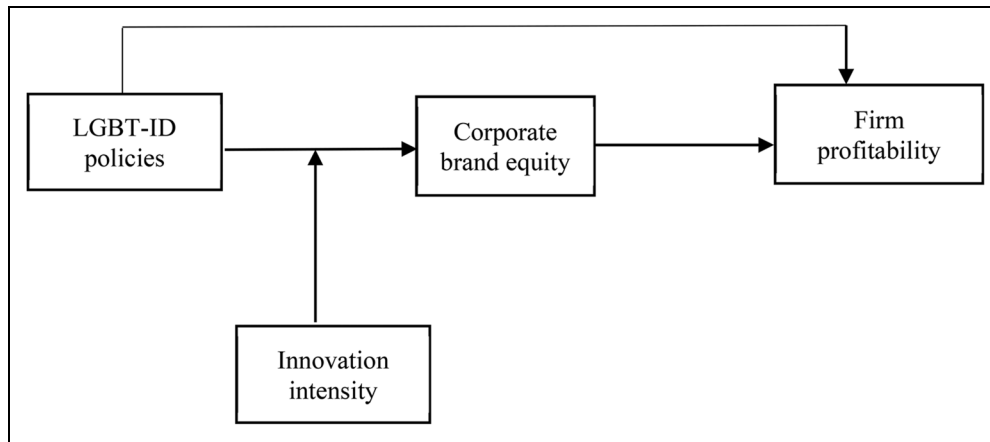 LGBT-ID
policies
Corporate
brand equity
Firm
profitability
Innovation
intensity